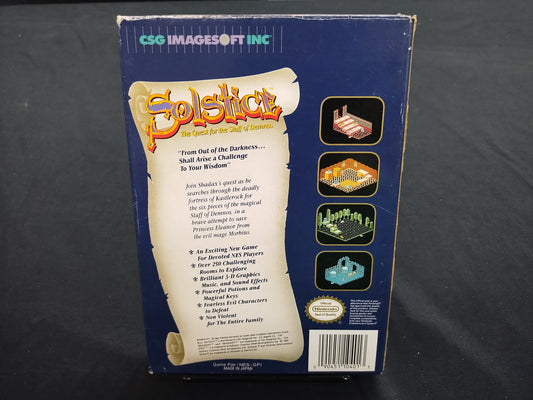 CSG IMAGESOFT INC™
Solstice™
The Quest for the Staff of Demnos
"From Out of the Darkness...
Shall Arise a Challenge
To Your Wisdom"
Join Shadax's quest as he
searches through the deadly
fortress of Kastlerock for
the six pieces of the magical
Staff of Demnos, in a
brave attempt to save
Princess Eleanor from
the evil mage Morbius.
An Exciting New Game
For Devoted NES Players
Over 250 Challenging
Rooms to Explore
Brilliant 3-D Graphics
Music, and Sound Effects
Powerful Potions and
Magical Keys
Fearless Evil Characters
to Defeat
Non Violent
for The Entire Family
Official
Nintendo
Seal of Quality
Game Pak (NES-GP)
MADE IN JAPAN
90451 10401